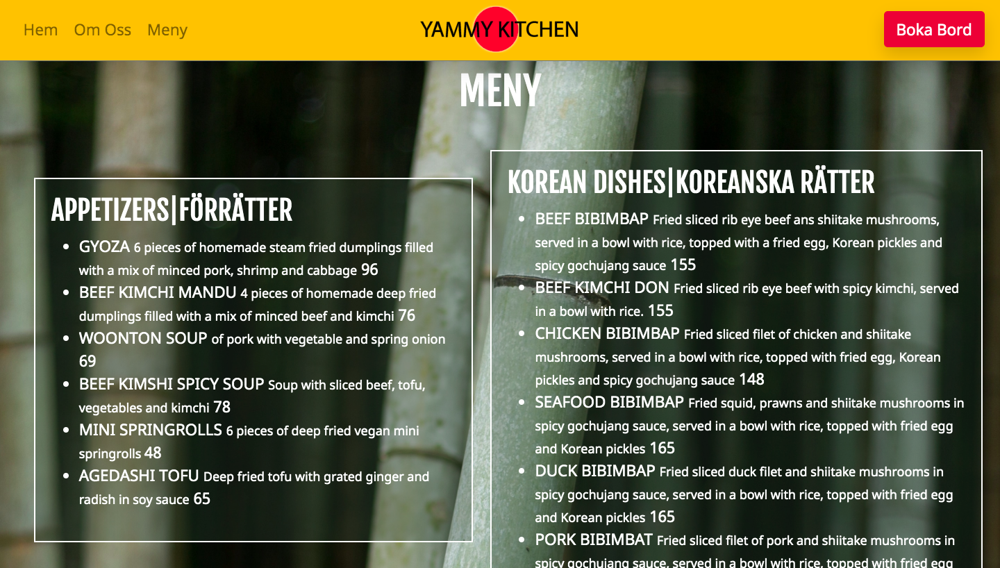 Hem Om Oss Meny
YAMMY KITCHEN
Boka Bord
MENY
APPETIZERS|FÖRRÄTTER
• GYOZA 6 pieces of homemade steam fried dumplings filled
with a mix of minced pork, shrimp and cabbage 96
• BEEF KIMCHI MANDU 4 pieces of homemade deep fried
dumplings filled with a mix of minced beef and kimchi 76
• WOONTON SOUP of pork with vegetable and spring onion
69
• BEEF KIMSHI SPICY SOUP Soup with sliced beef, tofu,
vegetables and kimchi 78
• MINI SPRINGROLLS 6 pieces of deep fried vegan mini
springrolls 48
• AGEDASHI TOFU Deep fried tofu with grated ginger and
radish in soy sauce 65
KOREAN DISHES|KOREANSKA RÄTTER
• BEEF BIBIMBAP Fried sliced rib eye beef ans shiitake mushrooms,
served in a bowl with rice, topped with a fried egg, Korean pickles and
spicy gochujang sauce 155
• BEEF KIMCHI DON Fried sliced rib eye beef with spicy kimchi, served
in a bowl with rice. 155
• CHICKEN BIBIMBAP Fried sliced filet of chicken and shiitake
mushrooms, served in a bowl with rice, topped with fried egg, Korean
pickles and spicy gochujang sauce 148
• SEAFOOD BIBIMBAP Fried squid, prawns and shiitake mushrooms in
spicy gochujang sauce, served in a bowl with rice, topped with fried egg
and Korean pickles 165
• DUCK BIBIMBAP Fried sliced duck filet and shiitake mushrooms in
spicy gochujang sauce, served in a bowl with rice, topped with fried egg
and Korean pickles 165
• PORK BIBIMBAT Fried sliced filet of pork and shiitake mushrooms in
spicy gochujang sauce, served in a bowl with rice, topped with fried egg